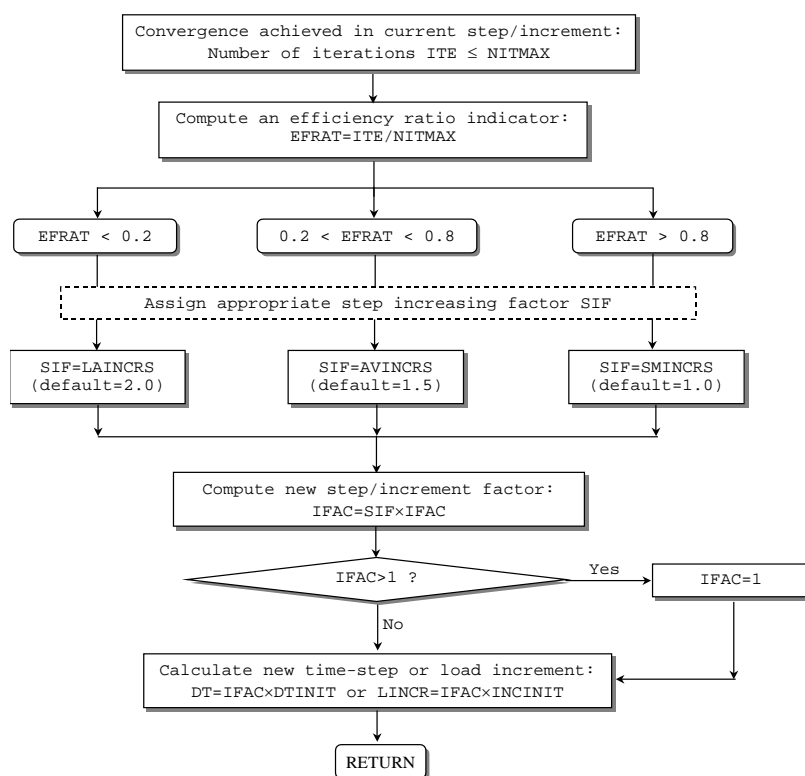 Convergence achieved in current step/increment:
Number of iterations ITE ≤ NITMAX
Compute an efficiency ratio indicator:
EFRAT=ITE/NITMAX
EFRAT < 0.2
0.2 < EFRAT < 0.8
EFRAT > 0.8
Assign appropriate step increasing factor SIF
SIF=LAINCRS
(default=2.0)
SIF=AVINCRS
(default=1.5)
SIF=SMINCRS
(default=1.0)
Compute new step/increment factor:
IFAC=SIF×IFAC
IFAC>1 ?
Yes
IFAC=1
No
Calculate new time-step or load increment:
DT=IFAC×DTINIT or LINCR=IFAC×INCINIT
RETURN